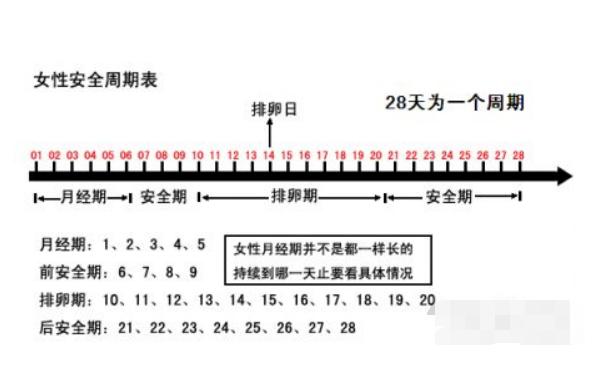 女性安全周期表
28天为一个周期
排卵日
01 02 03 04 05 06 07 08 09 10 11 12 13 14 15 16 17 18 19 20 21 22 23 24 25 26 27 28
月经期 安全期 排卵期 安全期
月经期：1、2、3、4、5
前安全期：6、7、8、9
排卵期：10、11、12、13、14、15、16、17、18、19、20
后安全期：21、22、23、24、25、26、27、28
女性月经期并不是都一样长的
持续到哪一天止要看具体情况